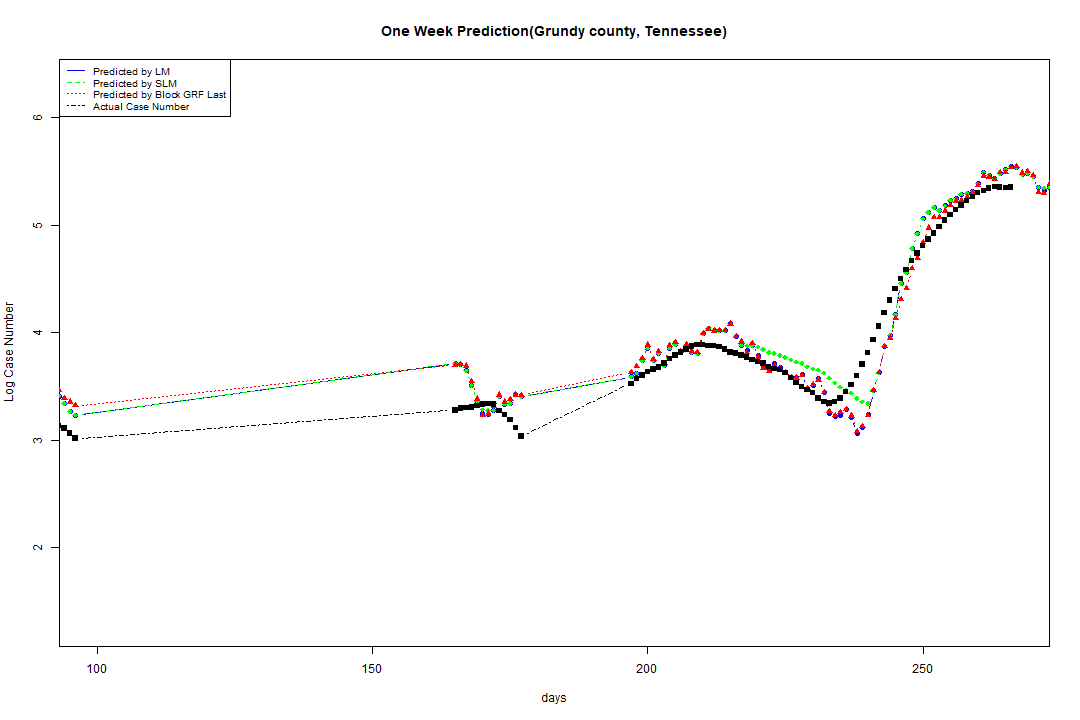 One Week Prediction(Grundy county, Tennessee)
Predicted by LM
Predicted by SLM
Predicted by Block GRF Last
Actual Case Number
6
5
4
3
2
Log Case Number
100 150 200 250
days